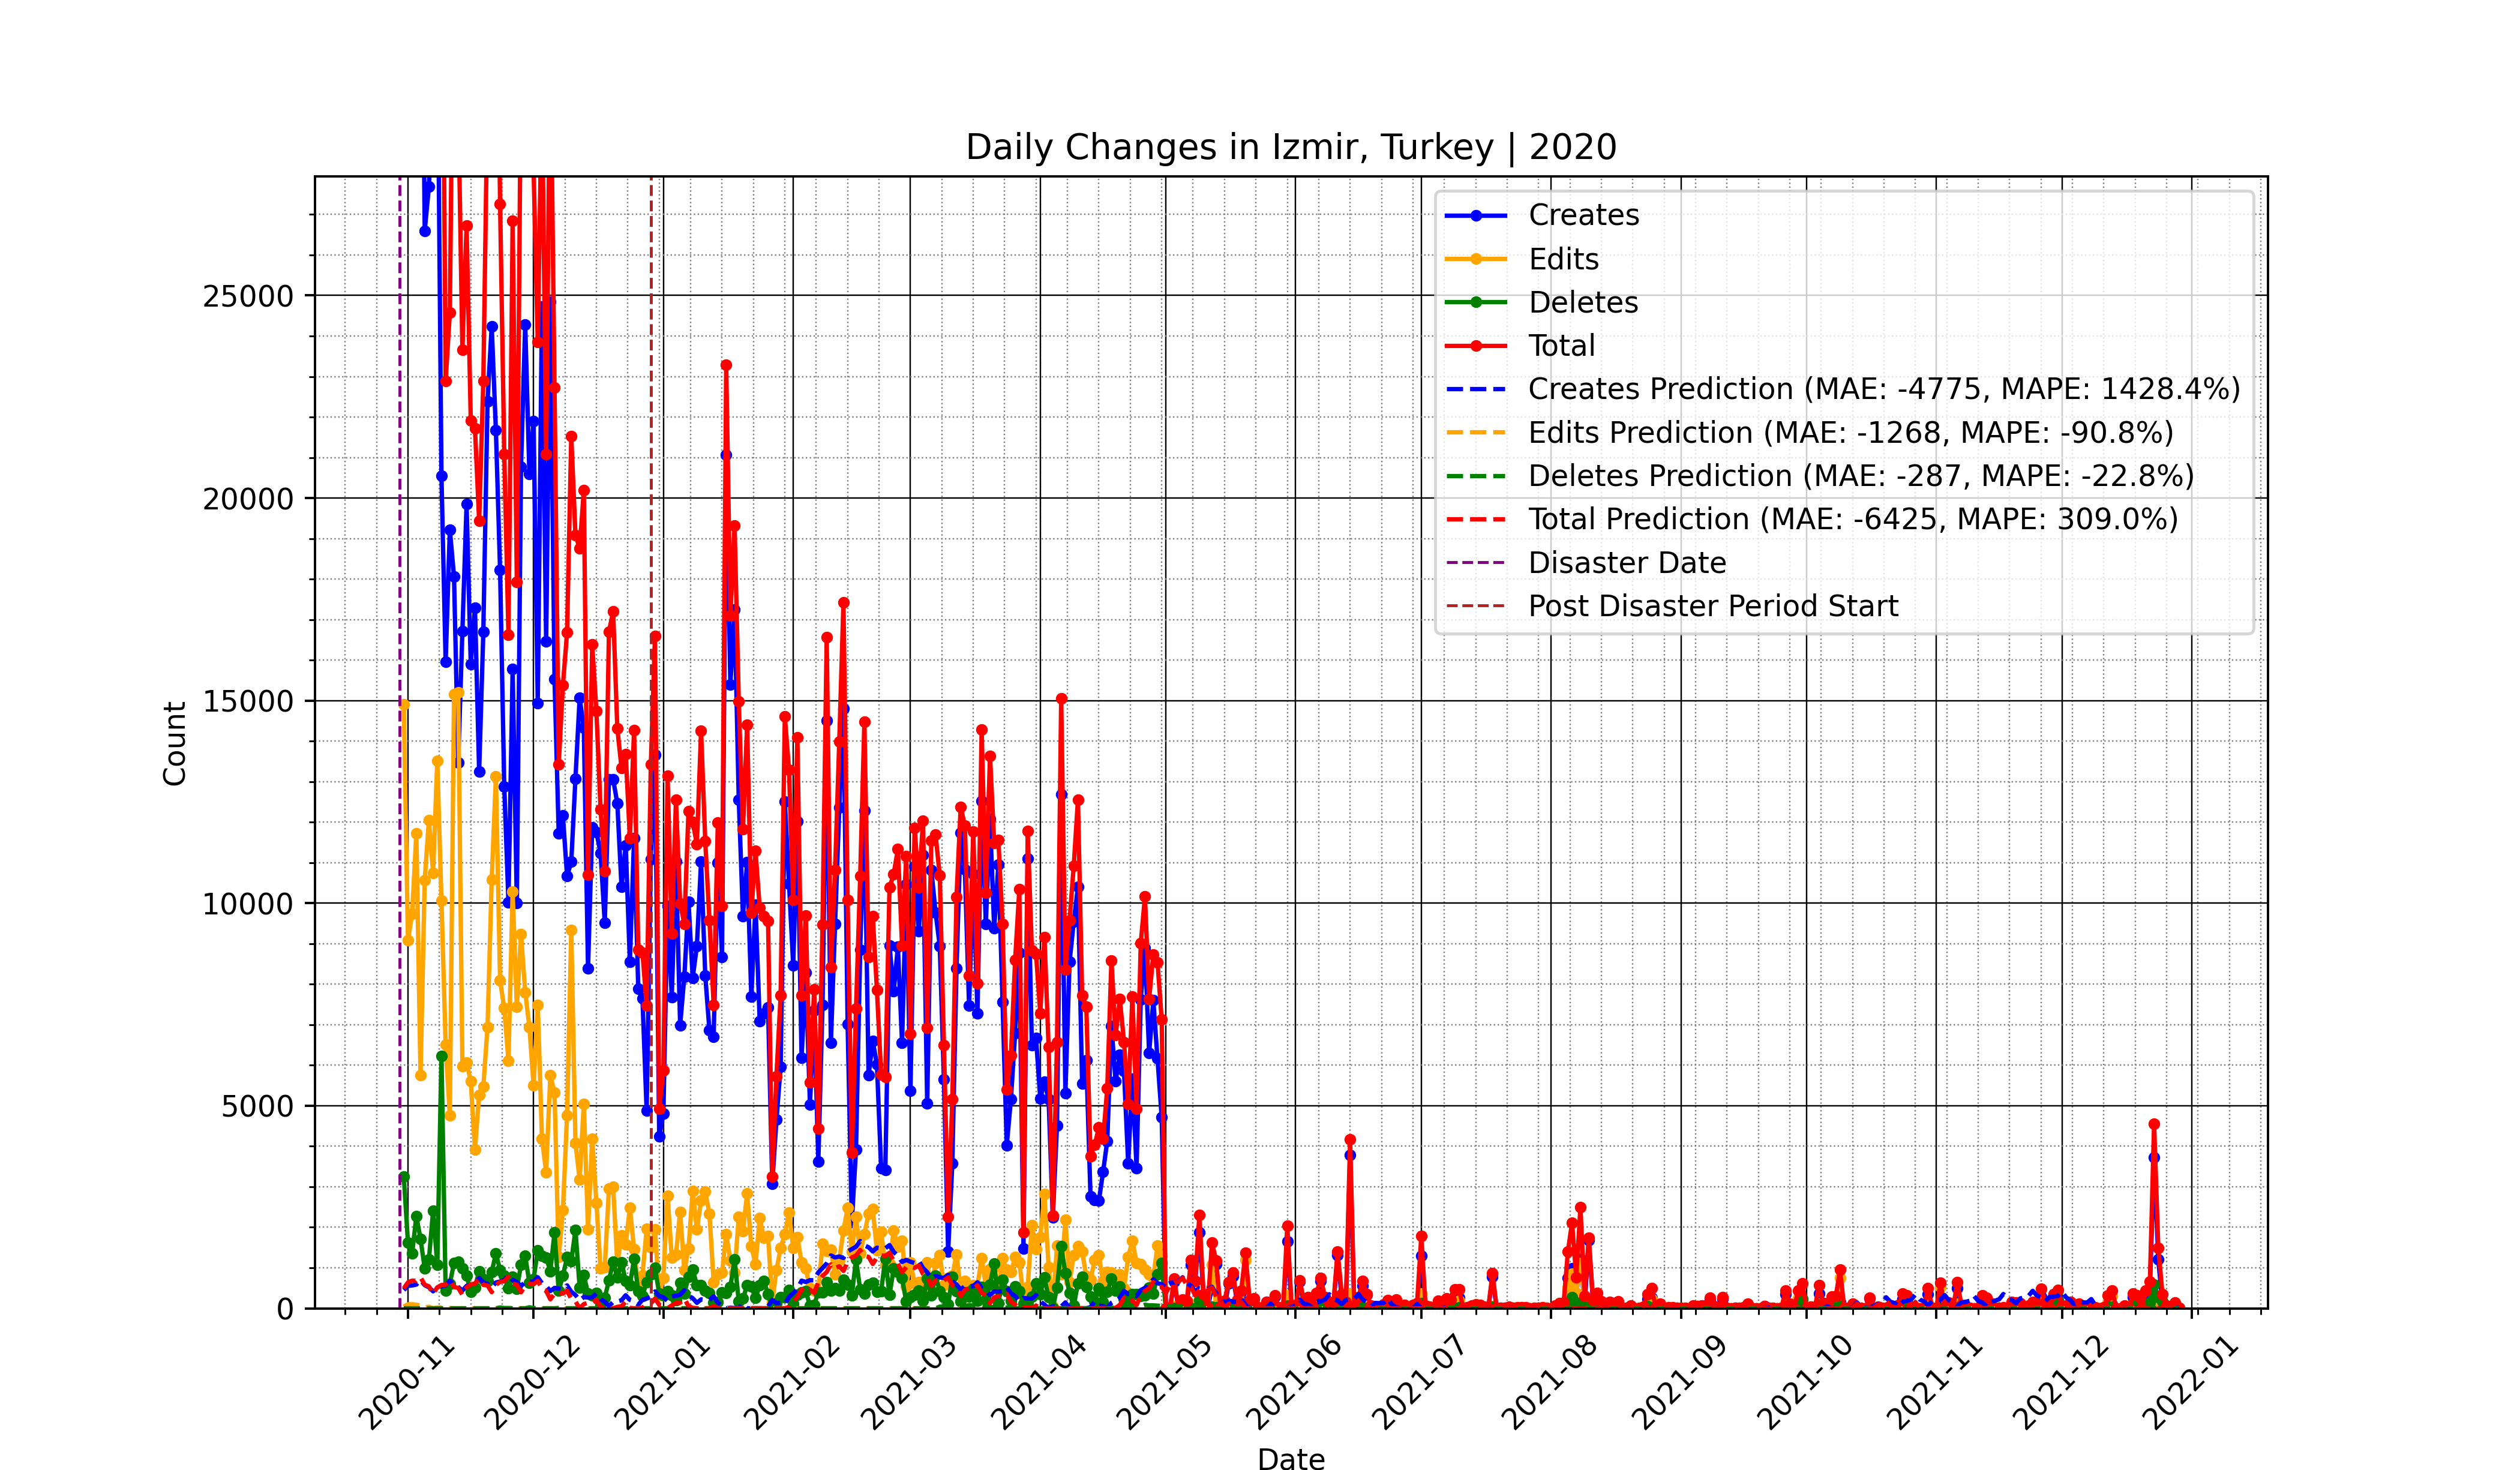 Daily Changes in Izmir, Turkey | 2020
Creates
Edits
Deletes
Total
Creates Prediction (MAE: -4775, MAPE: 1428.4%)
Edits Prediction (MAE: -1268, MAPE: -90.8%)
Deletes Prediction (MAE: -287, MAPE: -22.8%)
Total Prediction (MAE: -6425, MAPE: 309.0%)
Disaster Date
Post Disaster Period Start
Count
25000
20000
15000
10000
5000
0
2020-11
2020-12
2021-01
2021-02
2021-03
2021-04
2021-05
2021-06
2021-07
2021-08
2021-09
2021-10
2021-11
2021-12
2022-01
Date